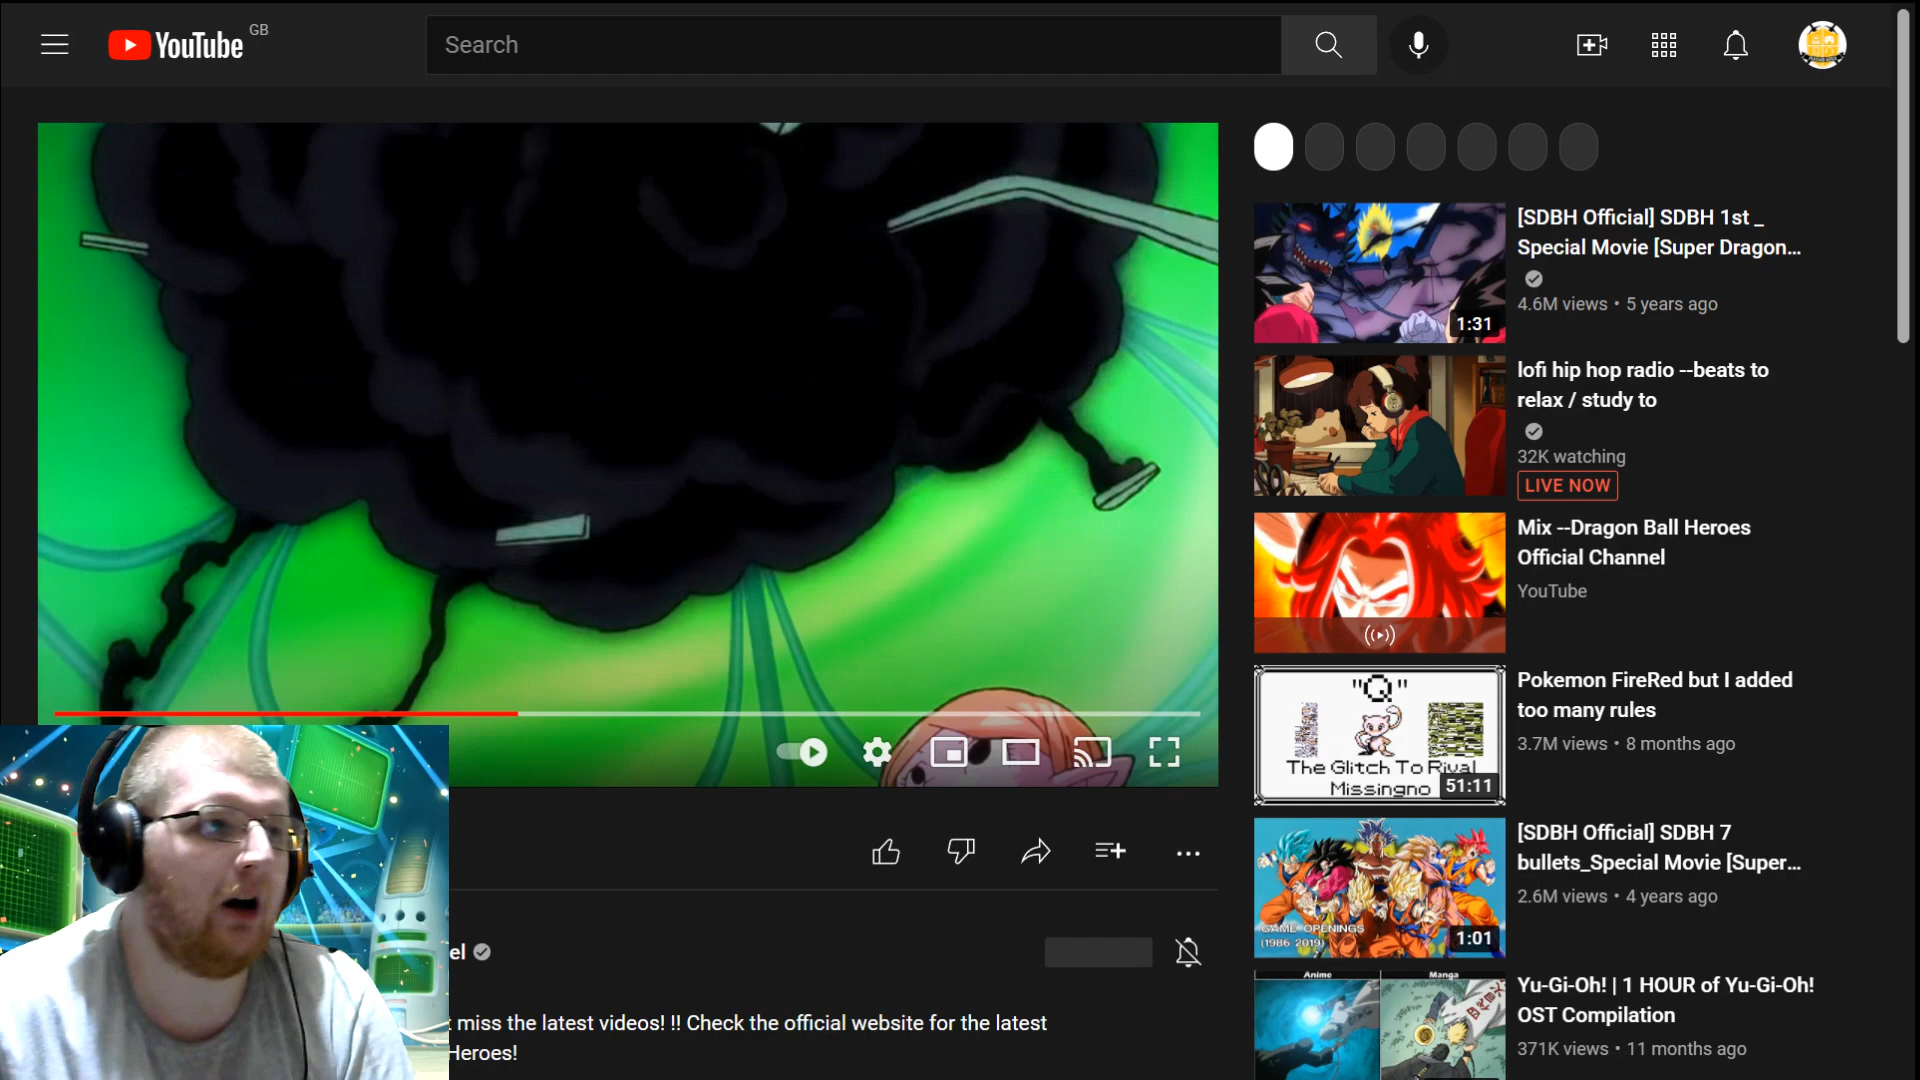 YouTube GB
Search
[SDBH Official] SDBH 1st _
Special Movie [Super Dragon...
4.6M views • 5 years ago
1:31
lofi hip hop radio --beats to
relax / study to
32K watching
LIVE NOW
Mix --Dragon Ball Heroes
Official Channel
YouTube
"Q"
The Glitch To Rival
Missingno
51:11
Pokemon FireRed but I added
too many rules
3.7M views • 8 months ago
GAME OPENINGS
(1986 2019)
1:01
[SDBH Official] SDBH 7
bullets_Special Movie [Super...
2.6M views • 4 years ago
Anime Manga
Yu-Gi-Oh! | 1 HOUR of Yu-Gi-Oh!
OST Compilation
371K views • 11 months ago
el
miss the latest videos! !! Check the official website for the latest
Heroes!